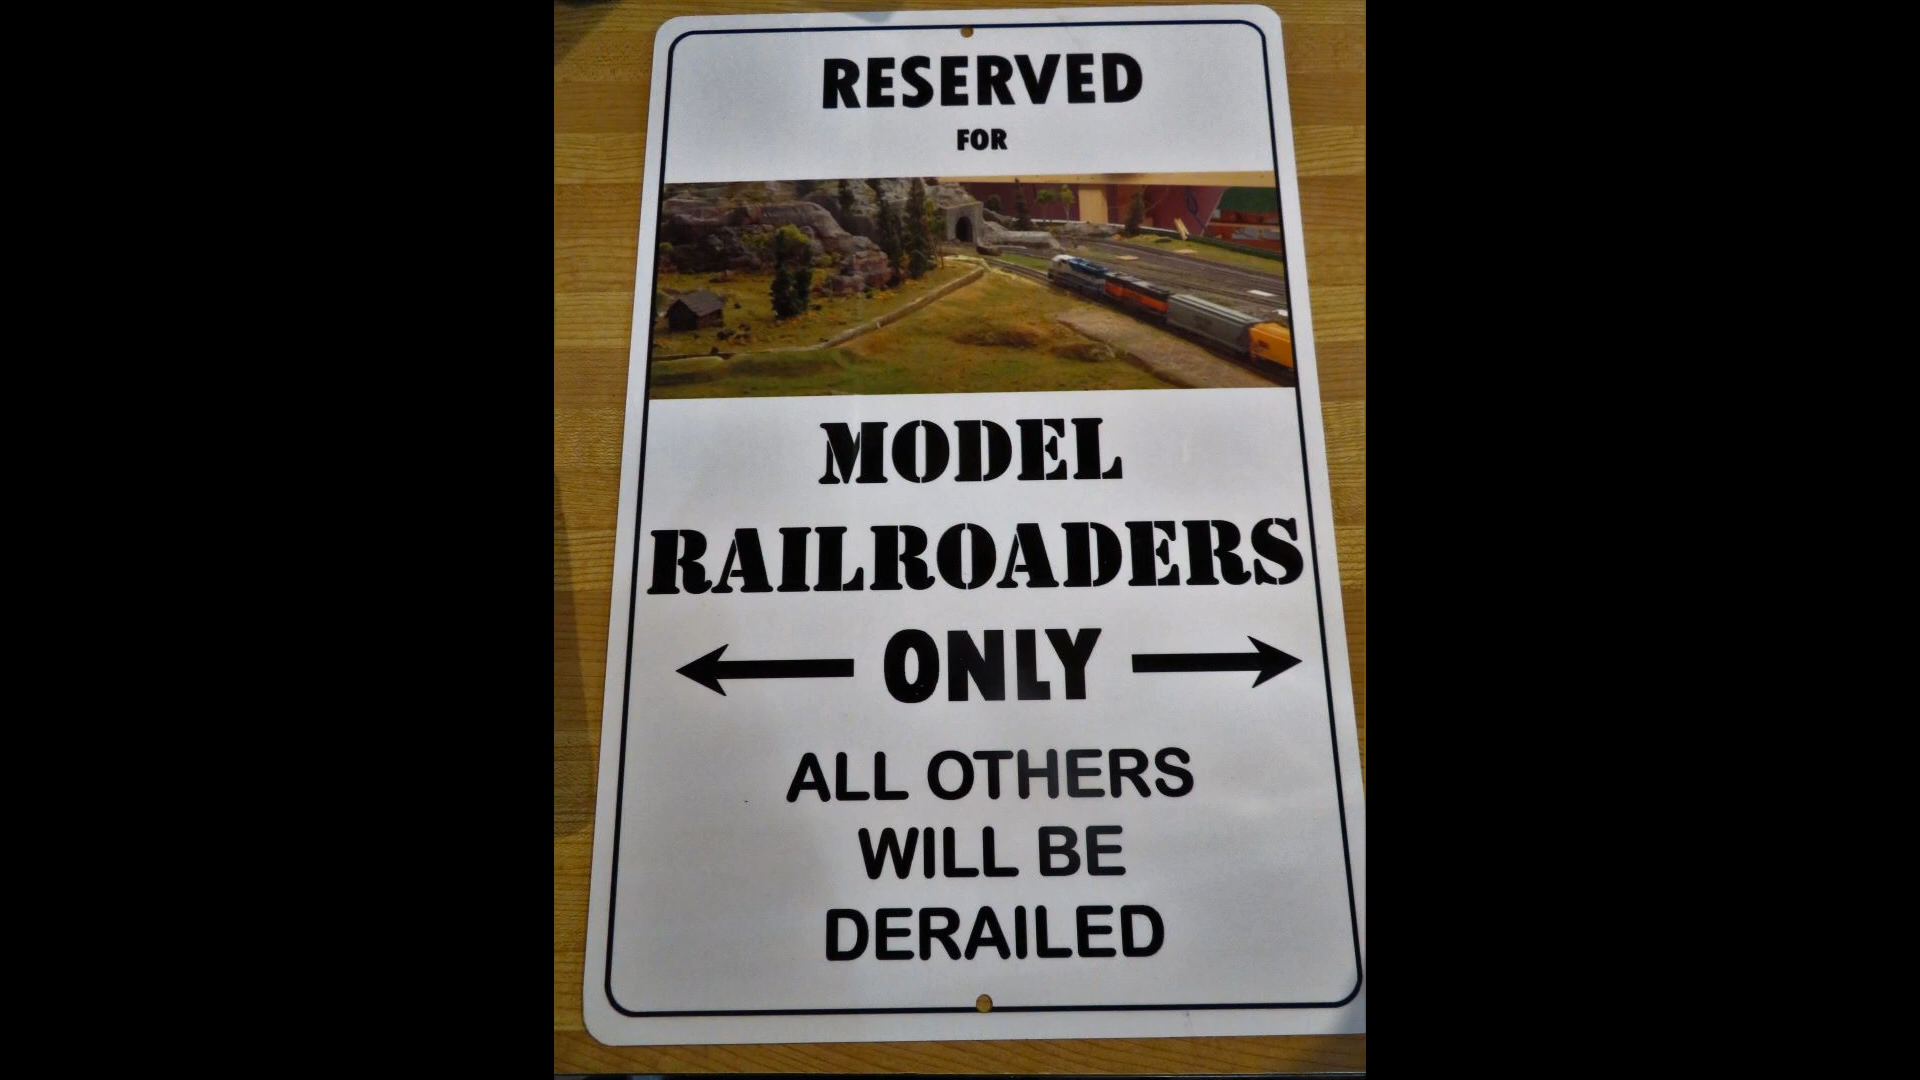 RESERVED
FOR
MODEL
RAILROADERS
ONLY
ALL OTHERS
WILL BE
DERAILED